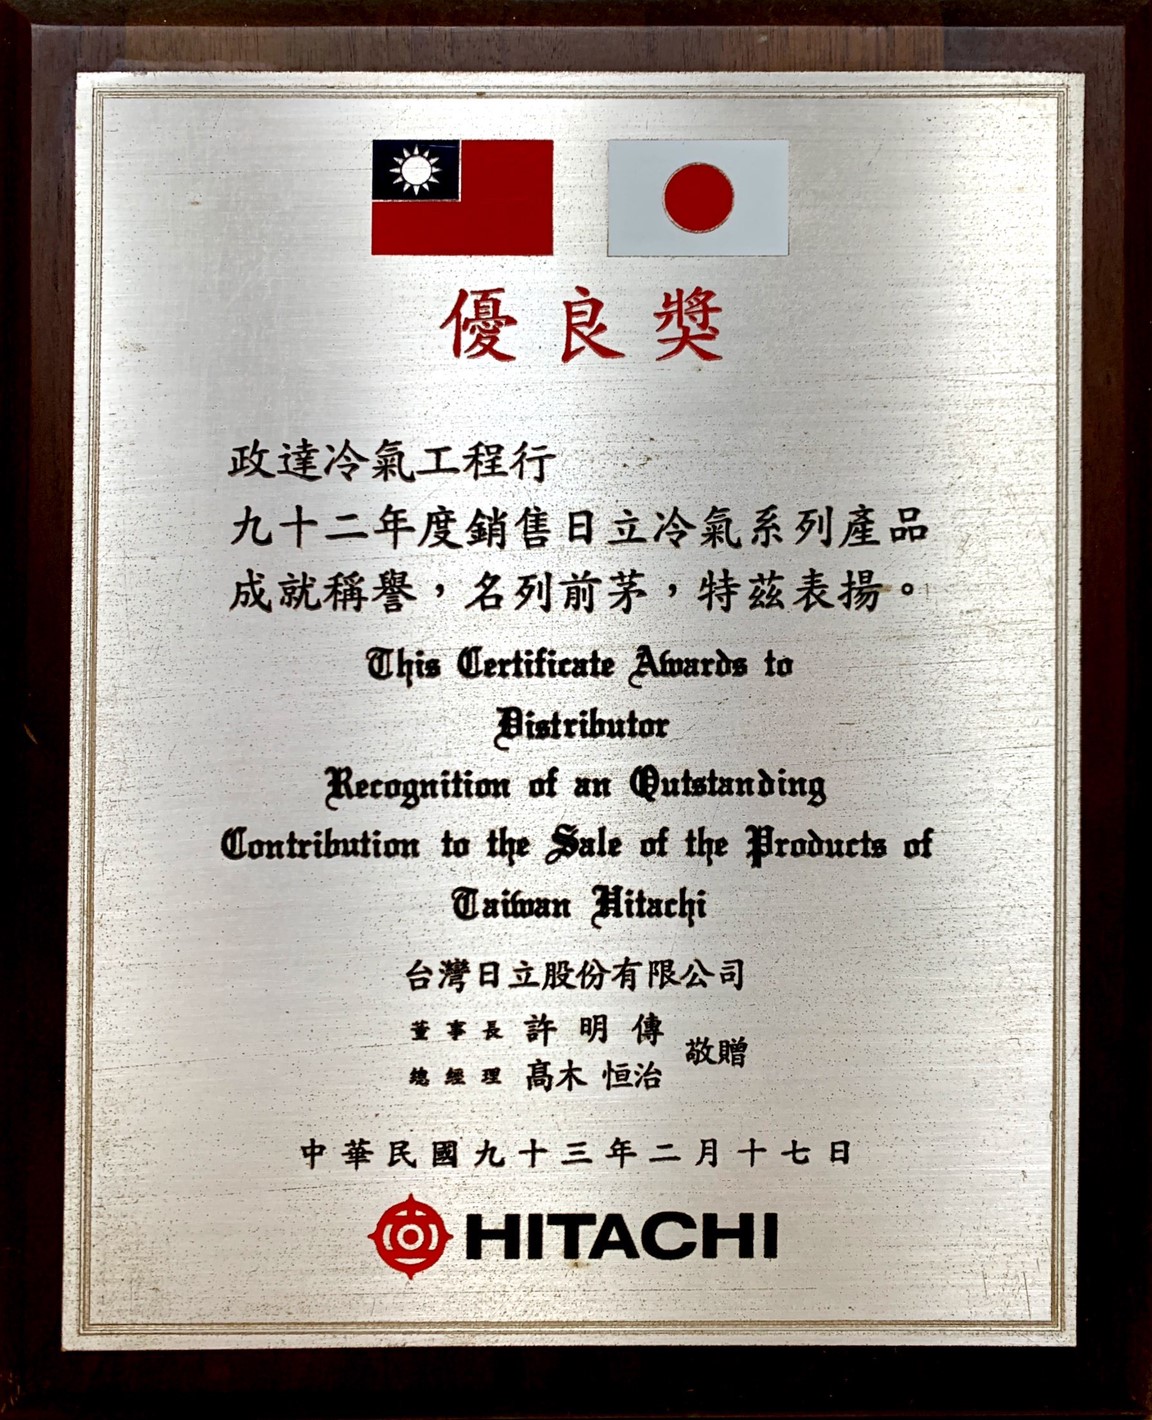 優良獎
政達冷氣工程行
九十二年度銷售日立冷氣系列產品
成就稱譽，名列前茅，特茲表揚。
This Certificate Awards to
Distributor
Recognition of an Outstanding
Contribution to the Sale of the Products of
Taiwan Hitachi
台灣日立股份有限公司
董事長 許明傳
敬贈
總經理 髙木 恒治
中華民國九十三年二月十七日
HITACHI